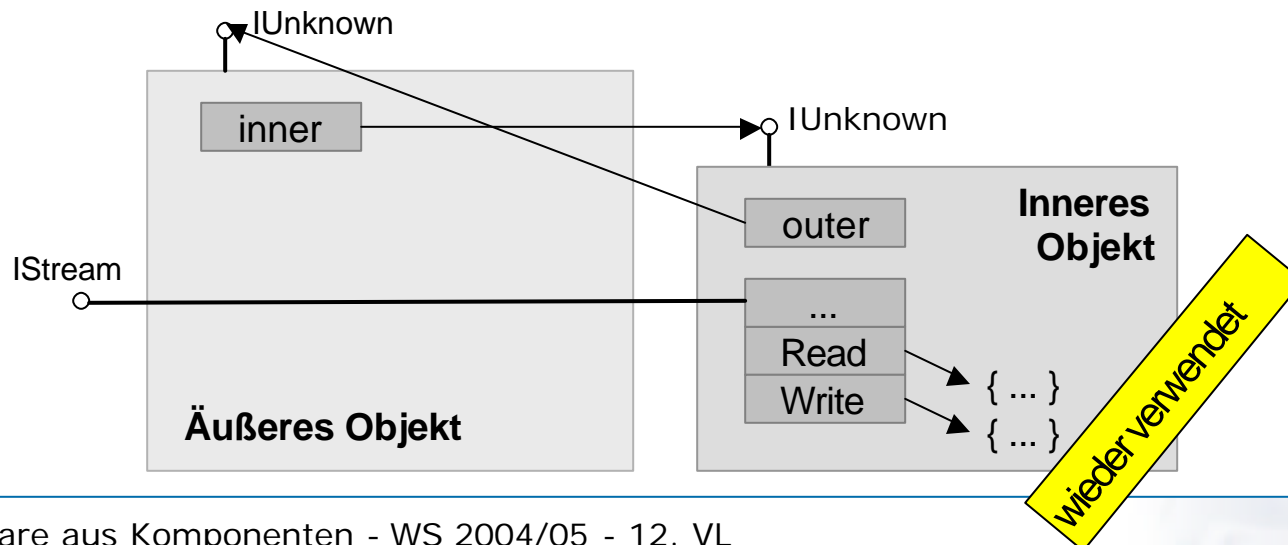 IUnknown
inner
IUnknown
outer
Inneres
Objekt
IStream
...
Read
{ ... }
Write
{ ... }
Äußeres Objekt
wieder verwendet
are aus Komponenten - WS 2004/05 - 12. VL